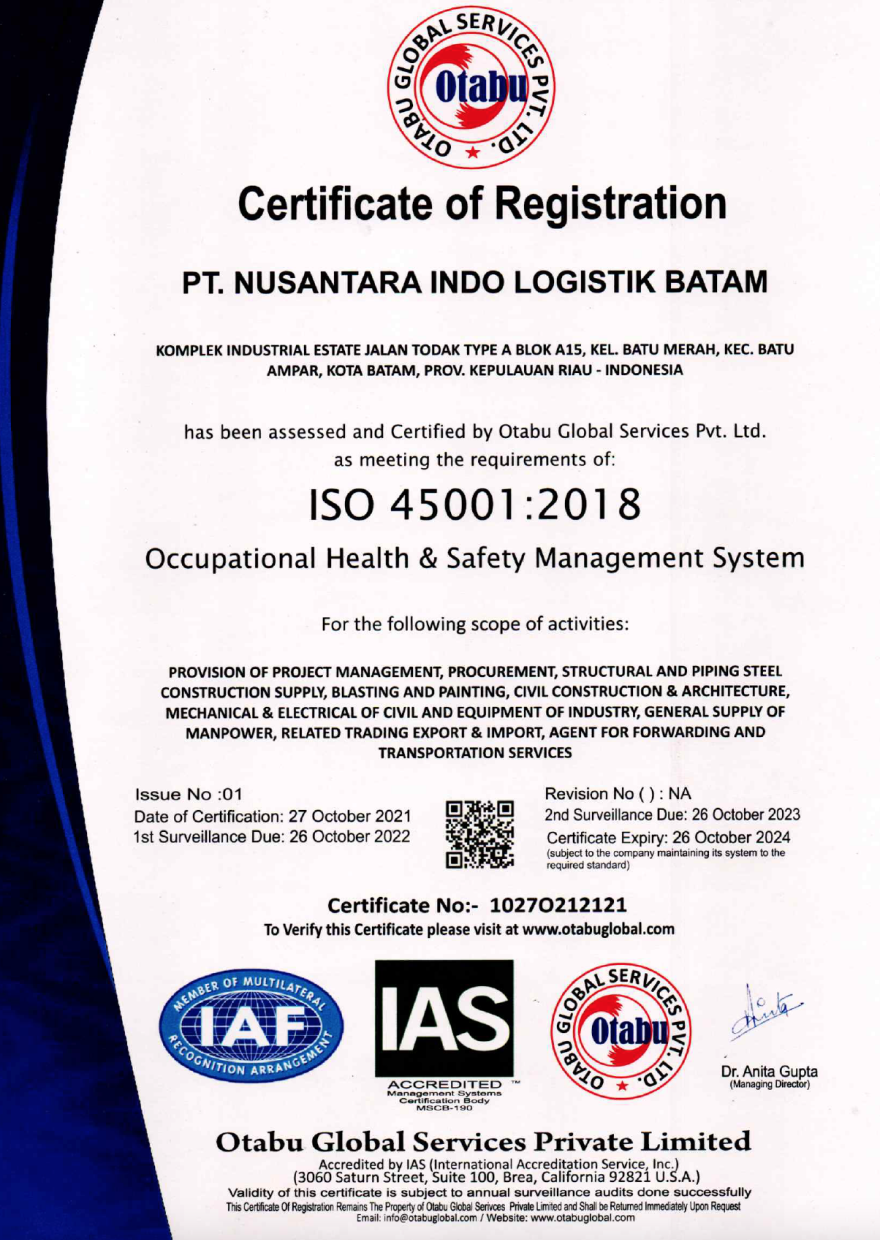 OTABU GLOBAL SERVICES PVT. LTD.
Otabu
Certificate of Registration
PT. NUSANTARA INDO LOGISTIK BATAM
KOMPLEK INDUSTRIAL ESTATE JALAN TODAK TYPE A BLOK A15, KEL. BATU MERAH, KEC. BATU
AMPAR, KOTA BATAM, PROV. KEPULAUAN RIAU - INDONESIA
has been assessed and Certified by Otabu Global Services Pvt. Ltd.
as meeting the requirements of:
ISO 45001:2018
Occupational Health & Safety Management System
For the following scope of activities:
PROVISION OF PROJECT MANAGEMENT, PROCUREMENT, STRUCTURAL AND PIPING STEEL
CONSTRUCTION SUPPLY, BLASTING AND PAINTING, CIVIL CONSTRUCTION & ARCHITECTURE,
MECHANICAL & ELECTRICAL OF CIVIL AND EQUIPMENT OF INDUSTRY, GENERAL SUPPLY OF
MANPOWER, RELATED TRADING EXPORT & IMPORT, AGENT FOR FORWARDING AND
TRANSPORTATION SERVICES
Issue No :01
Date of Certification: 27 October 2021
1st Surveillance Due: 26 October 2022
Revision No ( ) : NA
2nd Surveillance Due: 26 October 2023
Certificate Expiry: 26 October 2024
(subject to the company maintaining its system to the
required standard)
Certificate No:- 1027O212121
To Verify this Certificate please visit at www.otabuglobal.com
MEMBER OF MULTILATERAL
IAF
RECOGNITION ARRANGEMENT
IAS
ACCREDITED™
Management Systems
Certification Body
MSCB-190
OTABU GLOBAL SERVICES PVT. LTD.
Otabu
Dr. Anita Gupta
(Managing Director)
Otabu Global Services Private Limited
Accredited by IAS (International Accreditation Service, Inc.)
(3060 Saturn Street, Suite 100, Brea, California 92821 U.S.A.)
Validity of this certificate is subject to annual surveillance audits done successfully
This Certificate Of Registration Remains The Property of Otabu Global Serivces Private Limited and Shall be Returned Immediately Upon Request
Email: info@otabuglobal.com / Website: www.otabuglobal.com